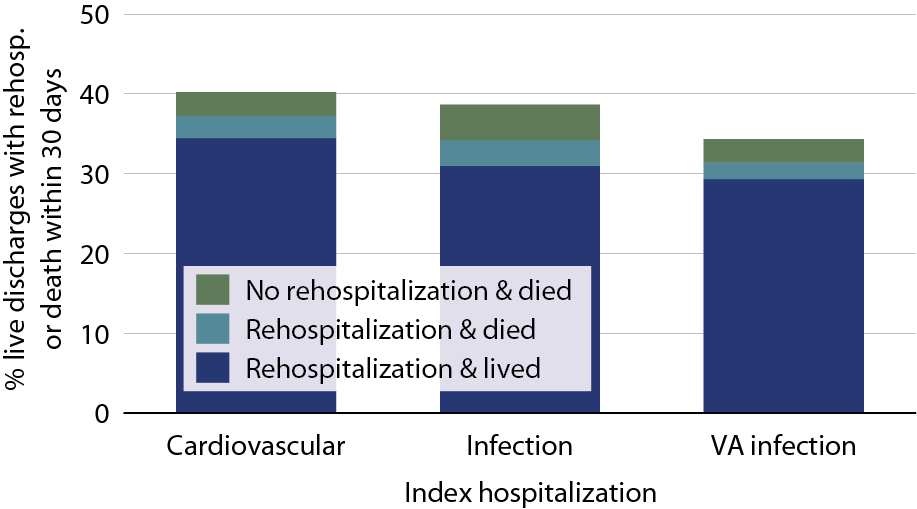 % live discharges with rehosp.
or death within 30 days
50
40
30
20
10
0
No rehospitalization & died
Rehospitalization & died
Rehospitalization & lived
Cardiovascular
Infection
VA infection
Index hospitalization